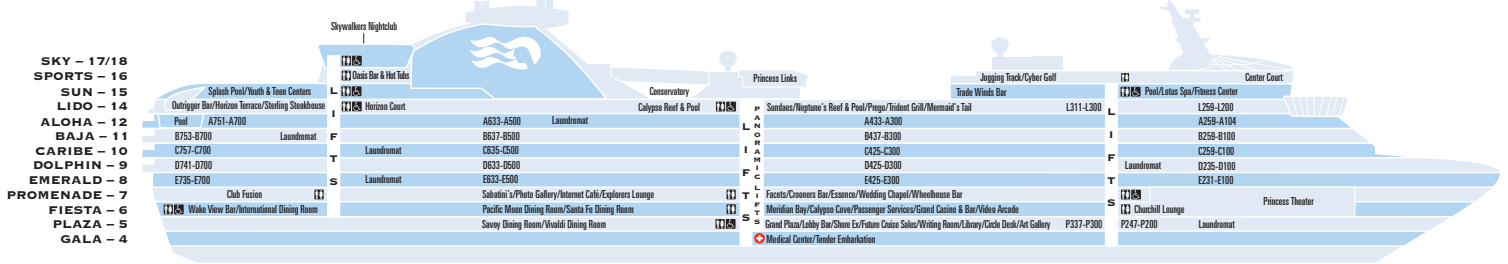 Skywalkers Nightclub
SKY – 17/18
SPORTS – 16 Oasis Bar & Hot Tubs Princess Links Jogging Track/Cyber Golf Center Court
SUN – 15 Splash Pool/Youth & Teen Centers Conservatory Trade Winds Bar Pool/Lotus Spa/Fitness Center
LIDO – 14 Outrigger Bar/Horizon Terrace/Sterling Steakhouse Horizon Court Calypso Reef & Pool Sundaes/Neptune's Reef & Pool/Prego/Trident Grill/Mermaid's Tail L311-L300 L259-L200
ALOHA – 12 Pool A751-A700 A633-A500 Laundromat A433-A300 A259-A104
BAJA – 11 B753-B700 Laundromat B637-B500 B437-B300 B259-B100
CARIBE – 10 C757-C700 Laundromat C635-C500 C425-C300 C259-C100
DOLPHIN – 9 D741-D700 D633-D500 D425-D300 Laundromat D235-D100
EMERALD – 8 E735-E700 Laundromat E633-E500 E425-E300 E231-E100
PROMENADE – 7 Club Fusion Sabatini's/Photo Gallery/Internet Café/Explorers Lounge Facets/Crooners Bar/Essence/Wedding Chapel/Wheelhouse Bar Princess Theater
FIESTA – 6 Wake View Bar/International Dining Room Pacific Moon Dining Room/Santa Fe Dining Room Meridian Bay/Calypso Cove/Passenger Services/Grand Casino & Bar/Video Arcade Churchill Lounge
PLAZA – 5 Savoy Dining Room/Vivaldi Dining Room Grand Plaza/Lobby Bar/Shore Ex/Future Cruise Sales/Writing Room/Library/Circle Desk/Art Gallery P337-P300 P247-P200 Laundromat
GALA – 4 Medical Center/Tender Embarkation
LIFTS
LIFTS
PANORAMIC LIFTS
LIFTS